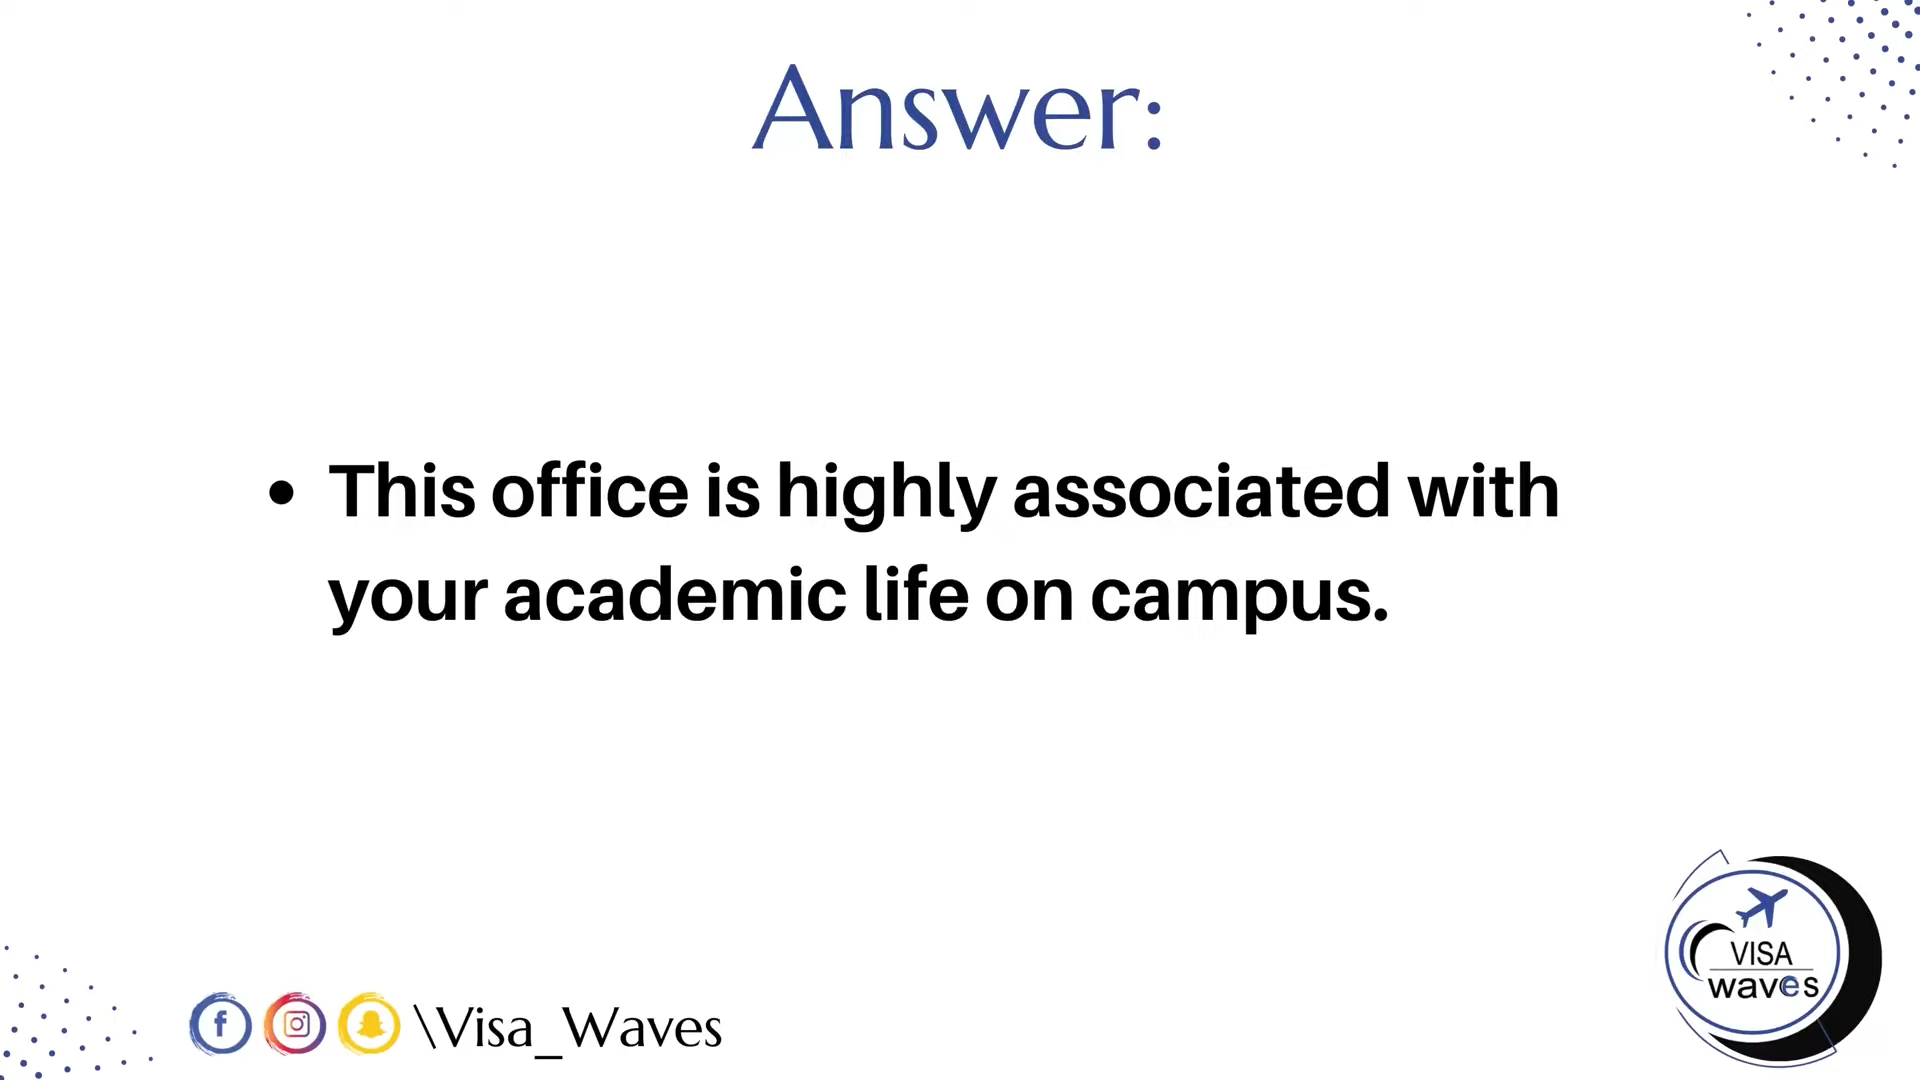 Answer:
• This office is highly associated with
your academic life on campus.
VISA
waves
\Visa_Waves